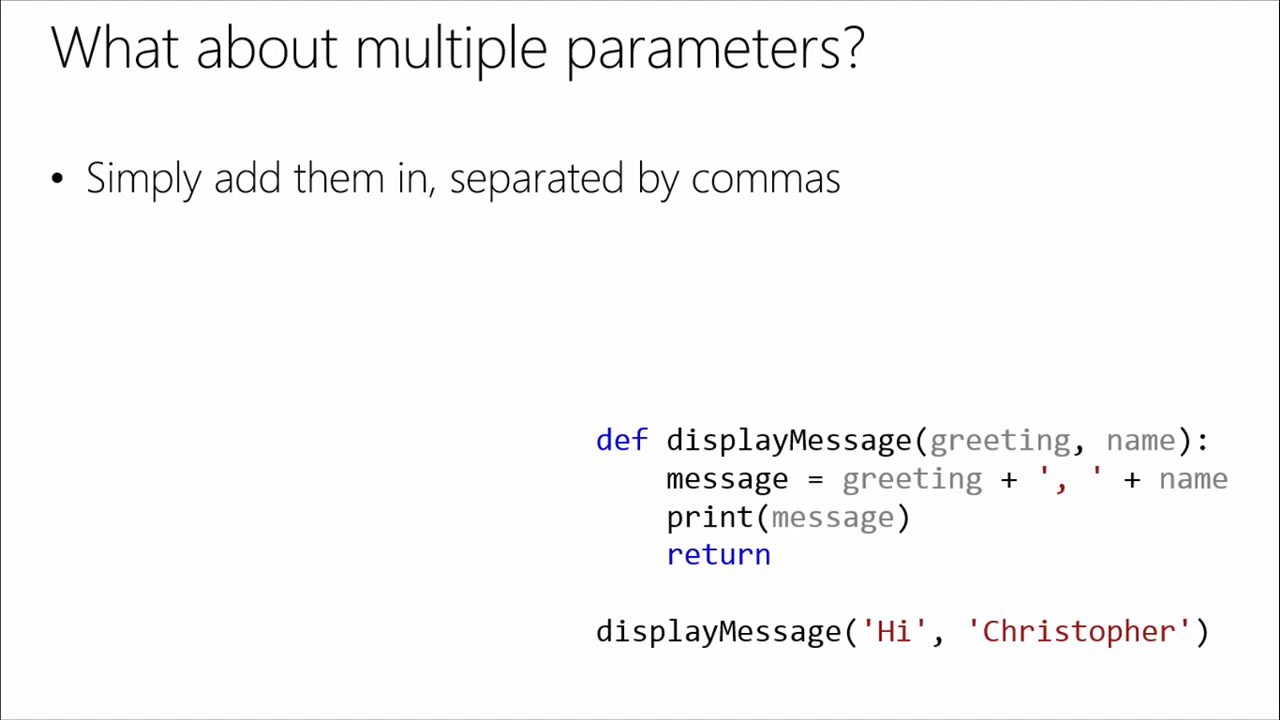 What about multiple parameters?
• Simply add them in, separated by commas
def displayMessage(greeting, name):
    message = greeting + ', ' + name
    print(message)
    return
displayMessage('Hi', 'Christopher')